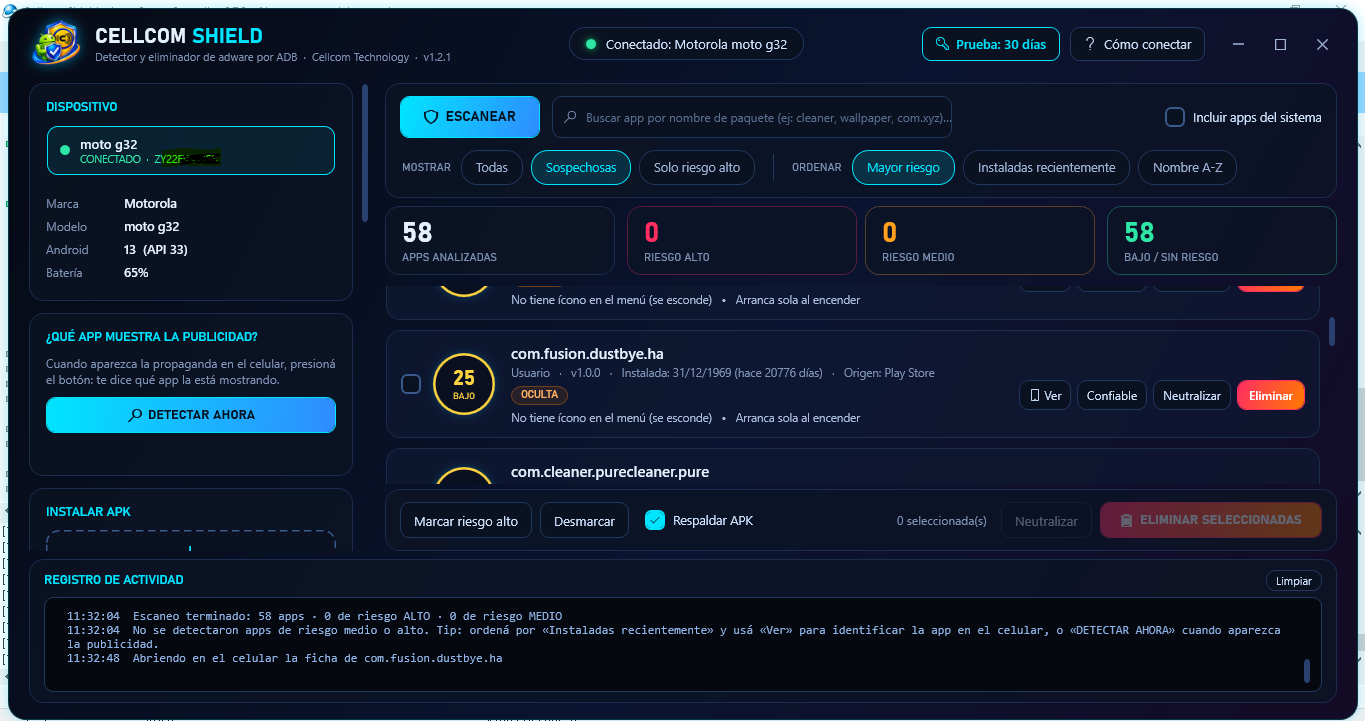 CELLCOM SHIELD
Detector y eliminador de adware por ADB · Cellcom Technology · v1.2.1
Conectado: Motorola moto g32
Prueba: 30 días
? Cómo conectar
DISPOSITIVO
moto g32
CONECTADO · ZY22F
Marca Motorola
Modelo moto g32
Android 13 (API 33)
Batería 65%
¿QUÉ APP MUESTRA LA PUBLICIDAD?
Cuando aparezca la propaganda en el celular, presioná
el botón: te dice qué app la está mostrando.
DETECTAR AHORA
INSTALAR APK
ESCANEAR
Buscar app por nombre de paquete (ej: cleaner, wallpaper, com.xyz)...
Incluir apps del sistema
MOSTRAR Todas Sospechosas Solo riesgo alto ORDENAR Mayor riesgo Instaladas recientemente Nombre A-Z
58
APPS ANALIZADAS
0
RIESGO ALTO
0
RIESGO MEDIO
58
BAJO / SIN RIESGO
No tiene ícono en el menú (se esconde) • Arranca sola al encender
25
BAJO
com.fusion.dustbye.ha
Usuario · v1.0.0 · Instalada: 31/12/1969 (hace 20776 días) · Origen: Play Store
OCULTA
No tiene ícono en el menú (se esconde) • Arranca sola al encender
Ver Confiable Neutralizar Eliminar
com.cleaner.purecleaner.pure
Marcar riesgo alto Desmarcar Respaldar APK 0 seleccionada(s) Neutralizar ELIMINAR SELECCIONADAS
REGISTRO DE ACTIVIDAD
Limpiar
11:32:04 Escaneo terminado: 58 apps · 0 de riesgo ALTO · 0 de riesgo MEDIO
11:32:04 No se detectaron apps de riesgo medio o alto. Tip: ordená por «Instaladas recientemente» y usá «Ver» para identificar la app en el celular, o «DETECTAR AHORA» cuando aparezca
la publicidad.
11:32:48 Abriendo en el celular la ficha de com.fusion.dustbye.ha